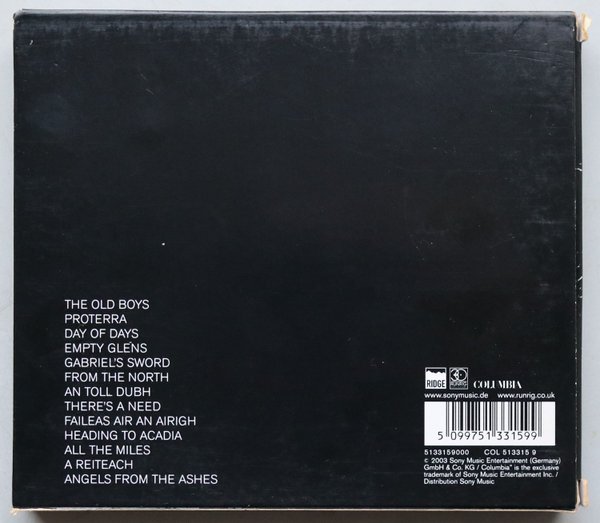 THE OLD BOYS
PROTERRA
DAY OF DAYS
EMPTY GLENS
GABRIEL'S SWORD
FROM THE NORTH
AN TOLL DUBH
THERE'S A NEED
FAILEAS AIR AN AIRIGH
HEADING TO ACADIA
ALL THE MILES
A REITEACH
ANGELS FROM THE ASHES
RIDGE RUNRIG COLUMBIA
www.sonymusic.de www.runrig.co.uk
5 099751 331599
5133159000 COL 513315 9
© 2003 Sony Music Entertainment (Germany)
GmbH & Co. KG / Columbia" is the exclusive
trademark of Sony Music Entertainment Inc. /
Distribution Sony Music